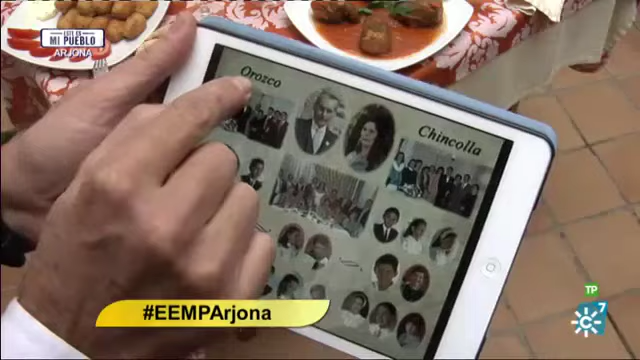 ESTE ES
MI PUEBLO
ARJONA
Orozco
Chincolla
#EEMPArjona
TP
7